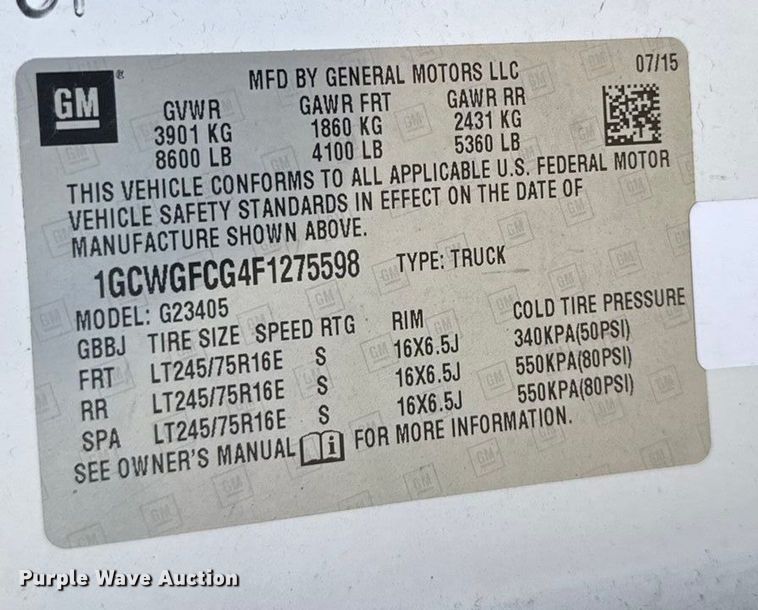 MFD BY GENERAL MOTORS LLC 07/15
GM ®
GVWR GAWR FRT GAWR RR
3901 KG 1860 KG 2431 KG
8600 LB 4100 LB 5360 LB
THIS VEHICLE CONFORMS TO ALL APPLICABLE U.S. FEDERAL MOTOR
VEHICLE SAFETY STANDARDS IN EFFECT ON THE DATE OF
MANUFACTURE SHOWN ABOVE.
1GCWGFCG4F1275598 TYPE: TRUCK
MODEL: G23405
GBBJ TIRE SIZE SPEED RTG RIM COLD TIRE PRESSURE
FRT LT245/75R16E S 16X6.5J 340KPA(50PSI)
RR LT245/75R16E S 16X6.5J 550KPA(80PSI)
SPA LT245/75R16E S 16X6.5J 550KPA(80PSI)
SEE OWNER'S MANUAL i FOR MORE INFORMATION.
Purple Wave Auction